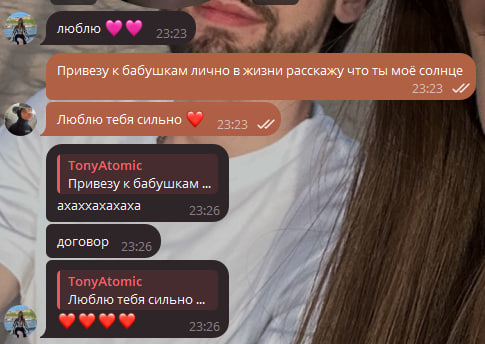 люблю 💖💖
23:23
Привезу к бабушкам лично в жизни расскажу что ты моё солнце
23:23
Люблю тебя сильно ❤️
23:23
TonyAtomic
Привезу к бабушкам ...
ахаххахахаха
23:26
договор 23:26
TonyAtomic
Люблю тебя сильно ...
❤️❤️❤️❤️
23:26